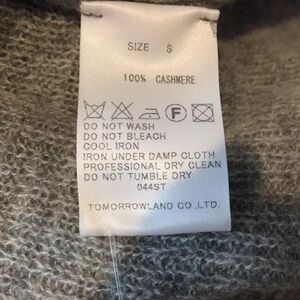 SIZE S
100% CASHMERE
F
DO NOT WASH
DO NOT BLEACH
COOL IRON
IRON UNDER DAMP CLOTH
PROFESSIONAL DRY CLEAN
DO NOT TUMBLE DRY
044ST
TOMORROWLAND CO.,LTD.